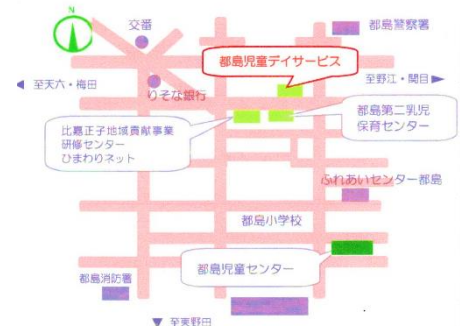 N
交番
都島警察署
都島児童デイサービス
至天六・梅田
至野江・関目
りそな銀行
比嘉正子地域貢献事業
研修センター
ひまわりネット
都島第二乳児
保育センター
ふれあいセンター都島
都島小学校
都島児童センター
都島消防署
至東野田